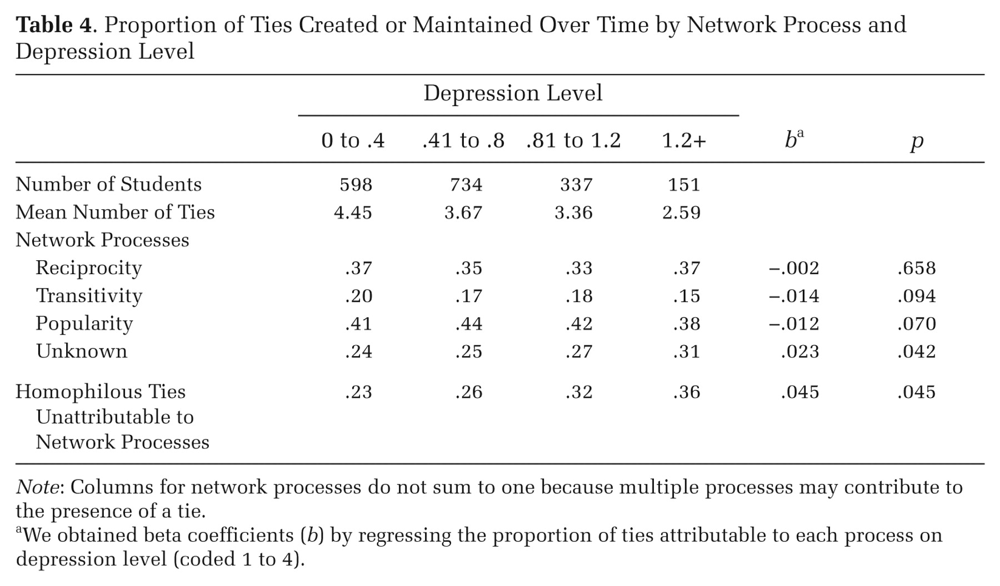 Table 4. Proportion of Ties Created or Maintained Over Time by Network Process and
Depression Level
Depression Level
0 to .4 .41 to .8 .81 to 1.2 1.2+ bᵃ p
Number of Students 598 734 337 151
Mean Number of Ties 4.45 3.67 3.36 2.59
Network Processes
Reciprocity .37 .35 .33 .37 −.002 .658
Transitivity .20 .17 .18 .15 −.014 .094
Popularity .41 .44 .42 .38 −.012 .070
Unknown .24 .25 .27 .31 .023 .042
Homophilous Ties .23 .26 .32 .36 .045 .045
Unattributable to
Network Processes
Note: Columns for network processes do not sum to one because multiple processes may contribute to
the presence of a tie.
ᵃWe obtained beta coefficients (b) by regressing the proportion of ties attributable to each process on
depression level (coded 1 to 4).